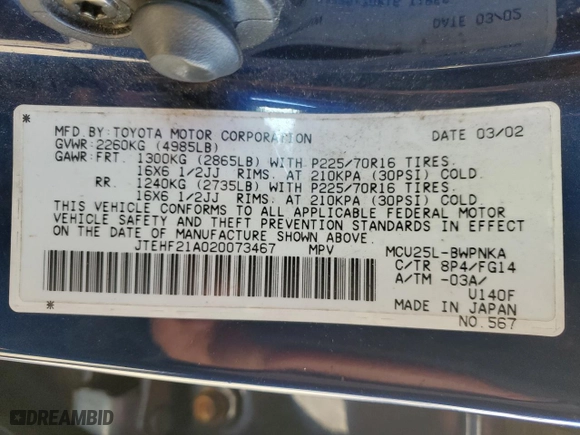 DATE 03/02
MFD.BY:TOYOTA MOTOR CORPORATION DATE 03/02
GVWR:2260KG (4985LB)
GAWR:FRT. 1300KG (2865LB) WITH P225/70R16 TIRES.
16X6 1/2JJ RIMS. AT 210KPA (30PSI) COLD.
RR. 1240KG (2735LB) WITH P225/70R16 TIRES.
16X6 1/2JJ RIMS. AT 210KPA (30PSI) COLD.
THIS VEHICLE CONFORMS TO ALL APPLICABLE FEDERAL MOTOR
VEHICLE SAFETY AND THEFT PREVENTION STANDARDS IN EFFECT
ON THE DATE OF MANUFACTURE SHOWN ABOVE.
JTEHF21A020073467 MPV MCU25L-BWPNKA
C/TR 8P4/FG14
A/TM -03A/
U140F
MADE IN JAPAN
NO.567
DREAMBID